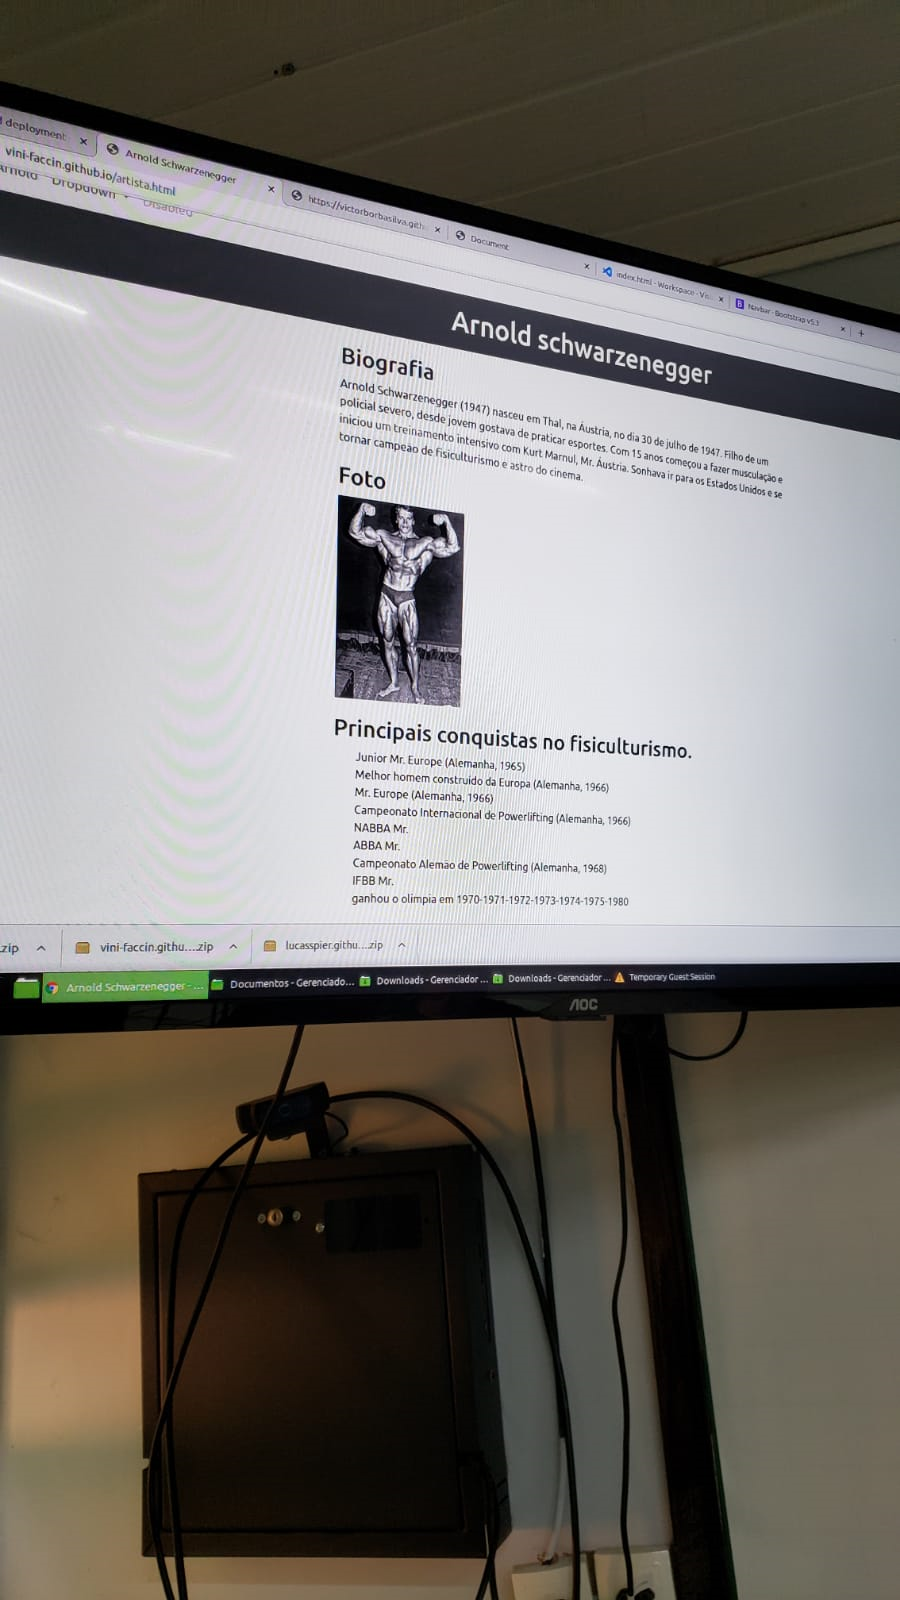 deployment
Arnold Schwarzenegger
https://victorborbasilva.gith
Document
index.html - Workspace - Vis
Navbar · Bootstrap v5.3
vini-faccin.github.io/artista.html
Arnold Dropdown Disabled
Arnold schwarzenegger
Biografia
Arnold Schwarzenegger (1947) nasceu em Thal, na Áustria, no dia 30 de julho de 1947. Filho de um
policial severo, desde jovem gostava de praticar esportes. Com 15 anos começou a fazer musculação e
iniciou um treinamento intensivo com Kurt Marnul, Mr. Áustria. Sonhava ir para os Estados Unidos e se
tornar campeão de fisiculturismo e astro do cinema.
Foto
Principais conquistas no fisiculturismo.
Junior Mr. Europe (Alemanha, 1965)
Melhor homem construido da Europa (Alemanha, 1966)
Mr. Europe (Alemanha, 1966)
Campeonato Internacional de Powerlifting (Alemanha, 1966)
NABBA Mr.
ABBA Mr.
Campeonato Alemão de Powerlifting (Alemanha, 1968)
IFBB Mr.
ganhou o olimpia em 1970-1971-1972-1973-1974-1975-1980
.zip
vini-faccin.githu....zip
lucasspier.githu....zip
Arnold Schwarzenegger - ...
Documentos - Gerenciado...
Downloads - Gerenciador ...
Downloads - Gerenciador ...
Temporary Guest Session
AOC